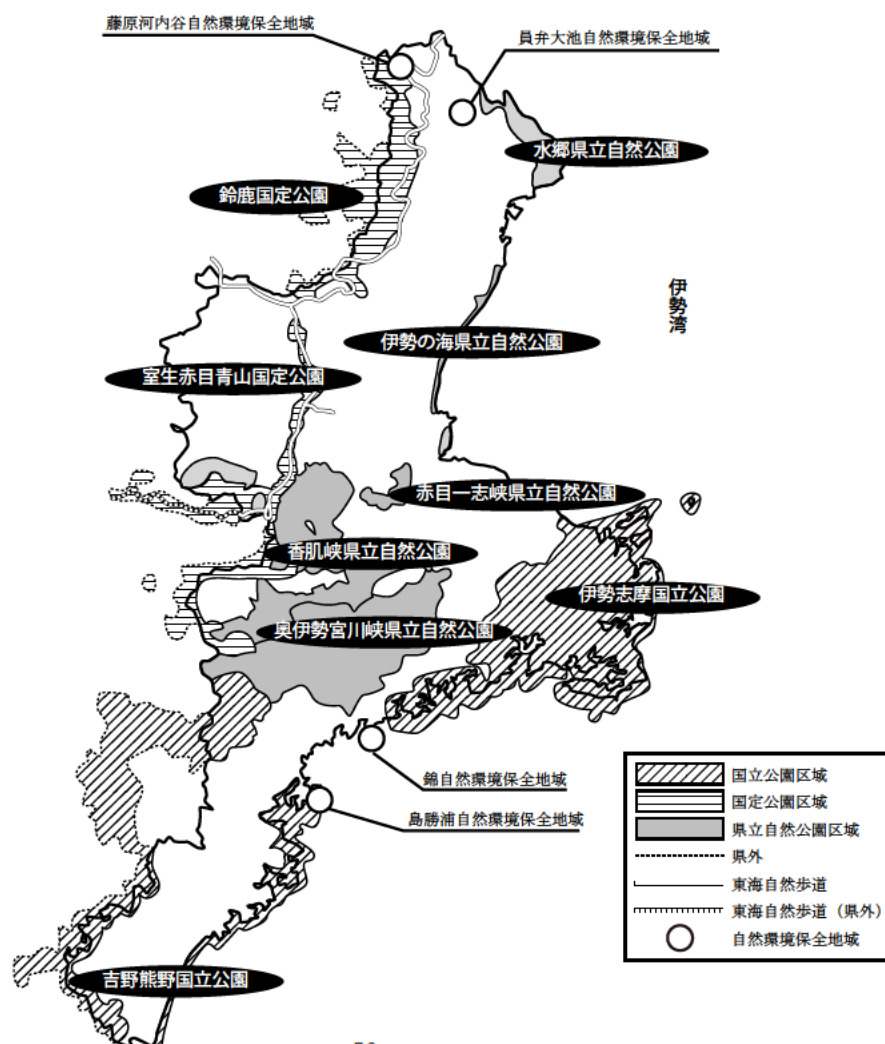 藤原河内谷自然環境保全地域
員弁大池自然環境保全地域
水郷県立自然公園
鈴鹿国定公園
伊勢湾
伊勢の海県立自然公園
室生赤目青山国定公園
赤目一志峡県立自然公園
香肌峡県立自然公園
伊勢志摩国立公園
奥伊勢宮川峡県立自然公園
錦自然環境保全地域
島勝浦自然環境保全地域
吉野熊野国立公園
国立公園区域
国定公園区域
県立自然公園区域
県外
東海自然歩道
東海自然歩道（県外）
自然環境保全地域